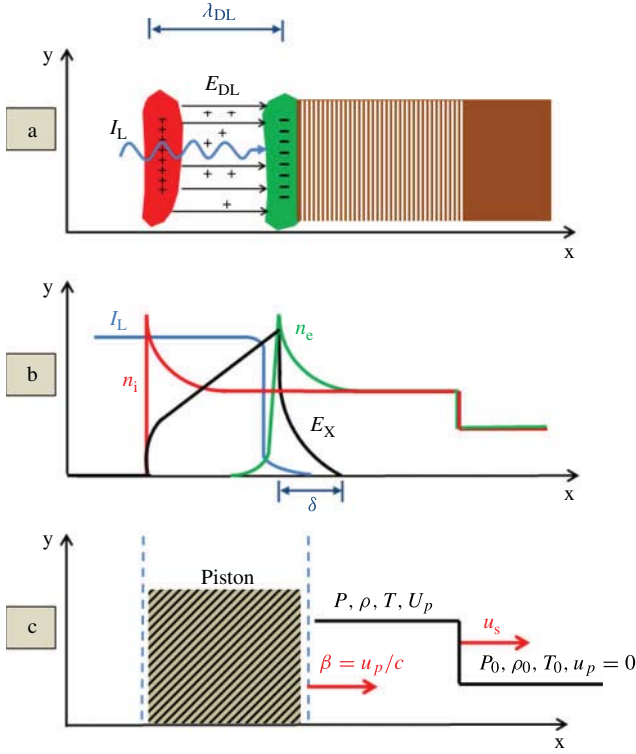 λDL
y
EDL
a
IL
x
y
IL
ne
b
ni
EX
x
δ
y
Piston
P, ρ, T, Up
c
us
β = up/c
P0, ρ0, T0, up = 0
x